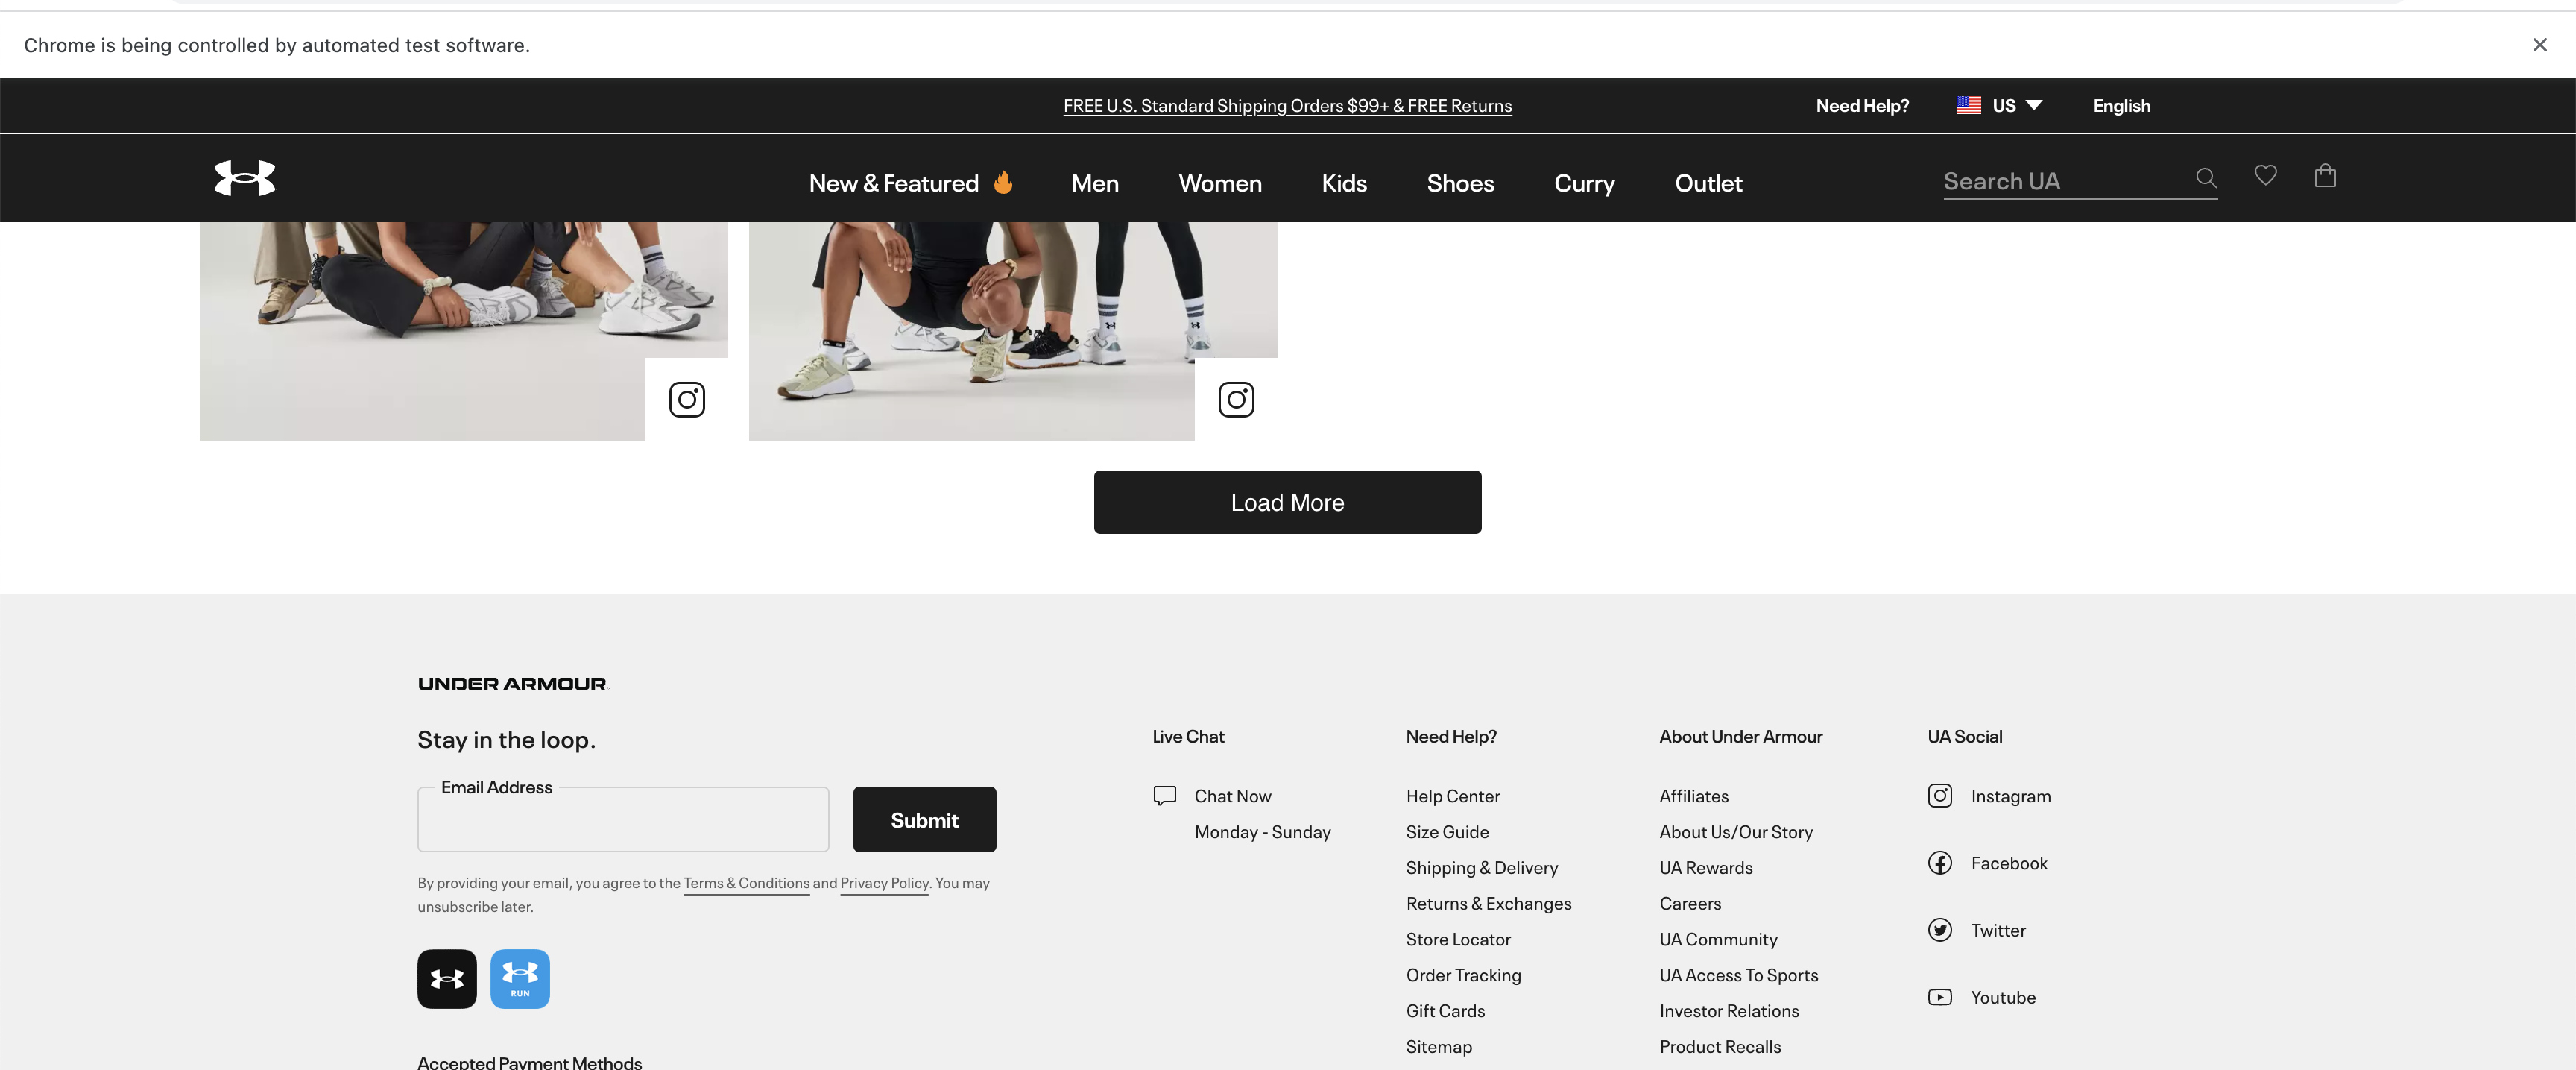 Chrome is being controlled by automated test software.
FREE U.S. Standard Shipping Orders $99+ & FREE Returns
Need Help?
US
English
New & Featured
Men
Women
Kids
Shoes
Curry
Outlet
Search UA
Load More
UNDER ARMOUR
Stay in the loop.
Email Address
Submit
By providing your email, you agree to the Terms & Conditions and Privacy Policy. You may
unsubscribe later.
RUN
Accepted Payment Methods
Live Chat
Chat Now
Monday - Sunday
Need Help?
Help Center
Size Guide
Shipping & Delivery
Returns & Exchanges
Store Locator
Order Tracking
Gift Cards
Sitemap
About Under Armour
Affiliates
About Us/Our Story
UA Rewards
Careers
UA Community
UA Access To Sports
Investor Relations
Product Recalls
UA Social
Instagram
Facebook
Twitter
Youtube